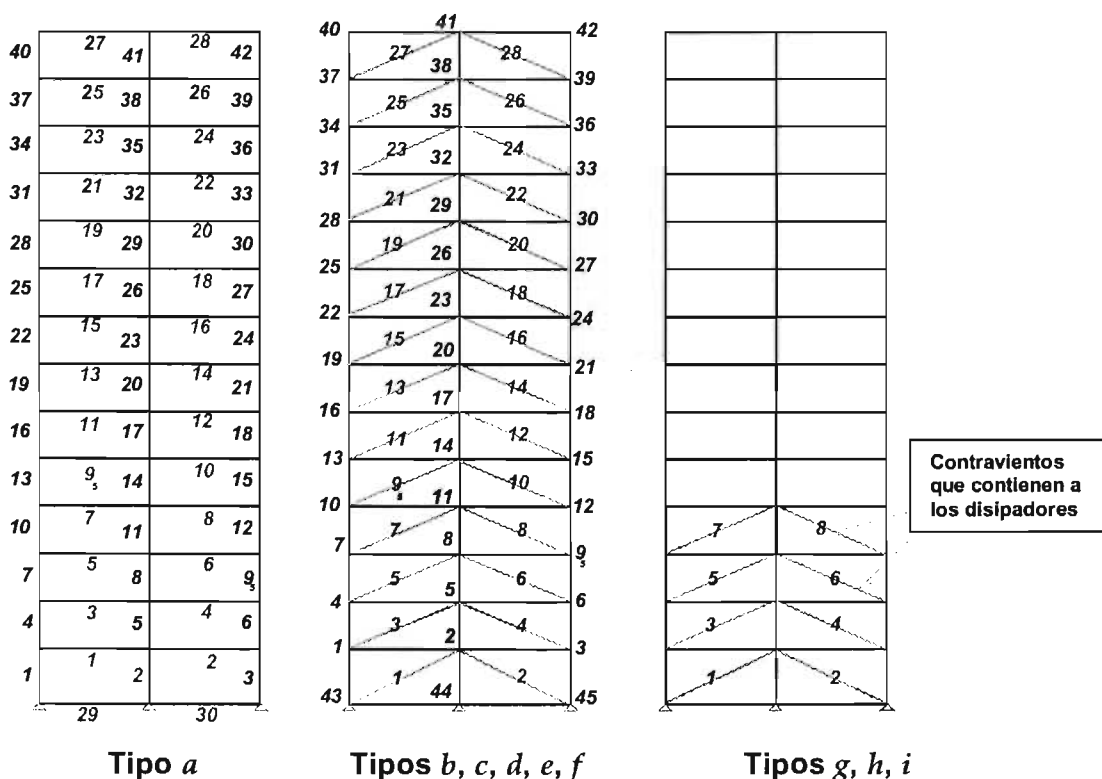 40 27 41 28 42
37 25 38 26 39
34 23 35 24 36
31 21 32 22 33
28 19 29 20 30
25 17 26 18 27
22 15 23 16 24
19 13 20 14 21
16 11 17 12 18
13 9s 14 10 15
10 7 11 8 12
7 5 8 6 9s
4 3 5 4 6
1 1 2 2 3
29 30
Tipo a
40 41 42
27 38 28
37 39
25 35 26
34 36
23 32 24
31 33
21 29 22
28 30
19 26 20
25 27
17 23 18
22 24
15 20 16
19 21
13 17 14
16 18
11 14 12
13 15
9s 11 10
10 12
7 8 8
7 9s
5 5 6
4 6
3 2 4
1 3
1 44 2
43 45
Tipos b, c, d, e, f
7 8
5 6
3 4
1 2
Tipos g, h, i
Contravientos
que contienen a
los disipadores